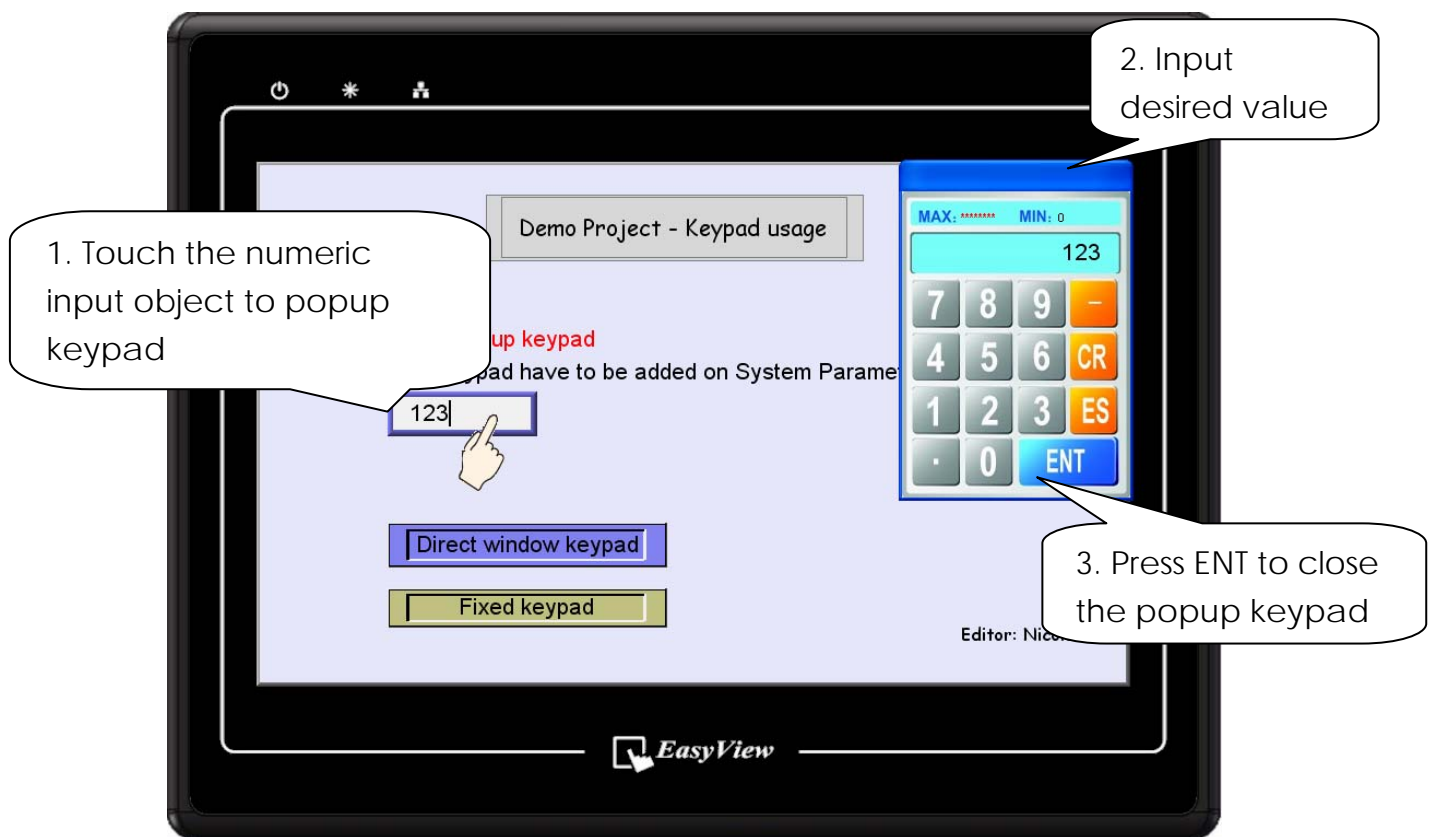 2. Input
desired value
Demo Project - Keypad usage
MAX: ******** MIN: 0
123
1. Touch the numeric
input object to popup
keypad
7 8 9 -
up keypad
4 5 6 CR
have to be added on System
123
1 2 3 ES
. 0 ENT
Direct window keypad
3. Press ENT to close
the popup keypad
Fixed keypad
Editor:
EasyView